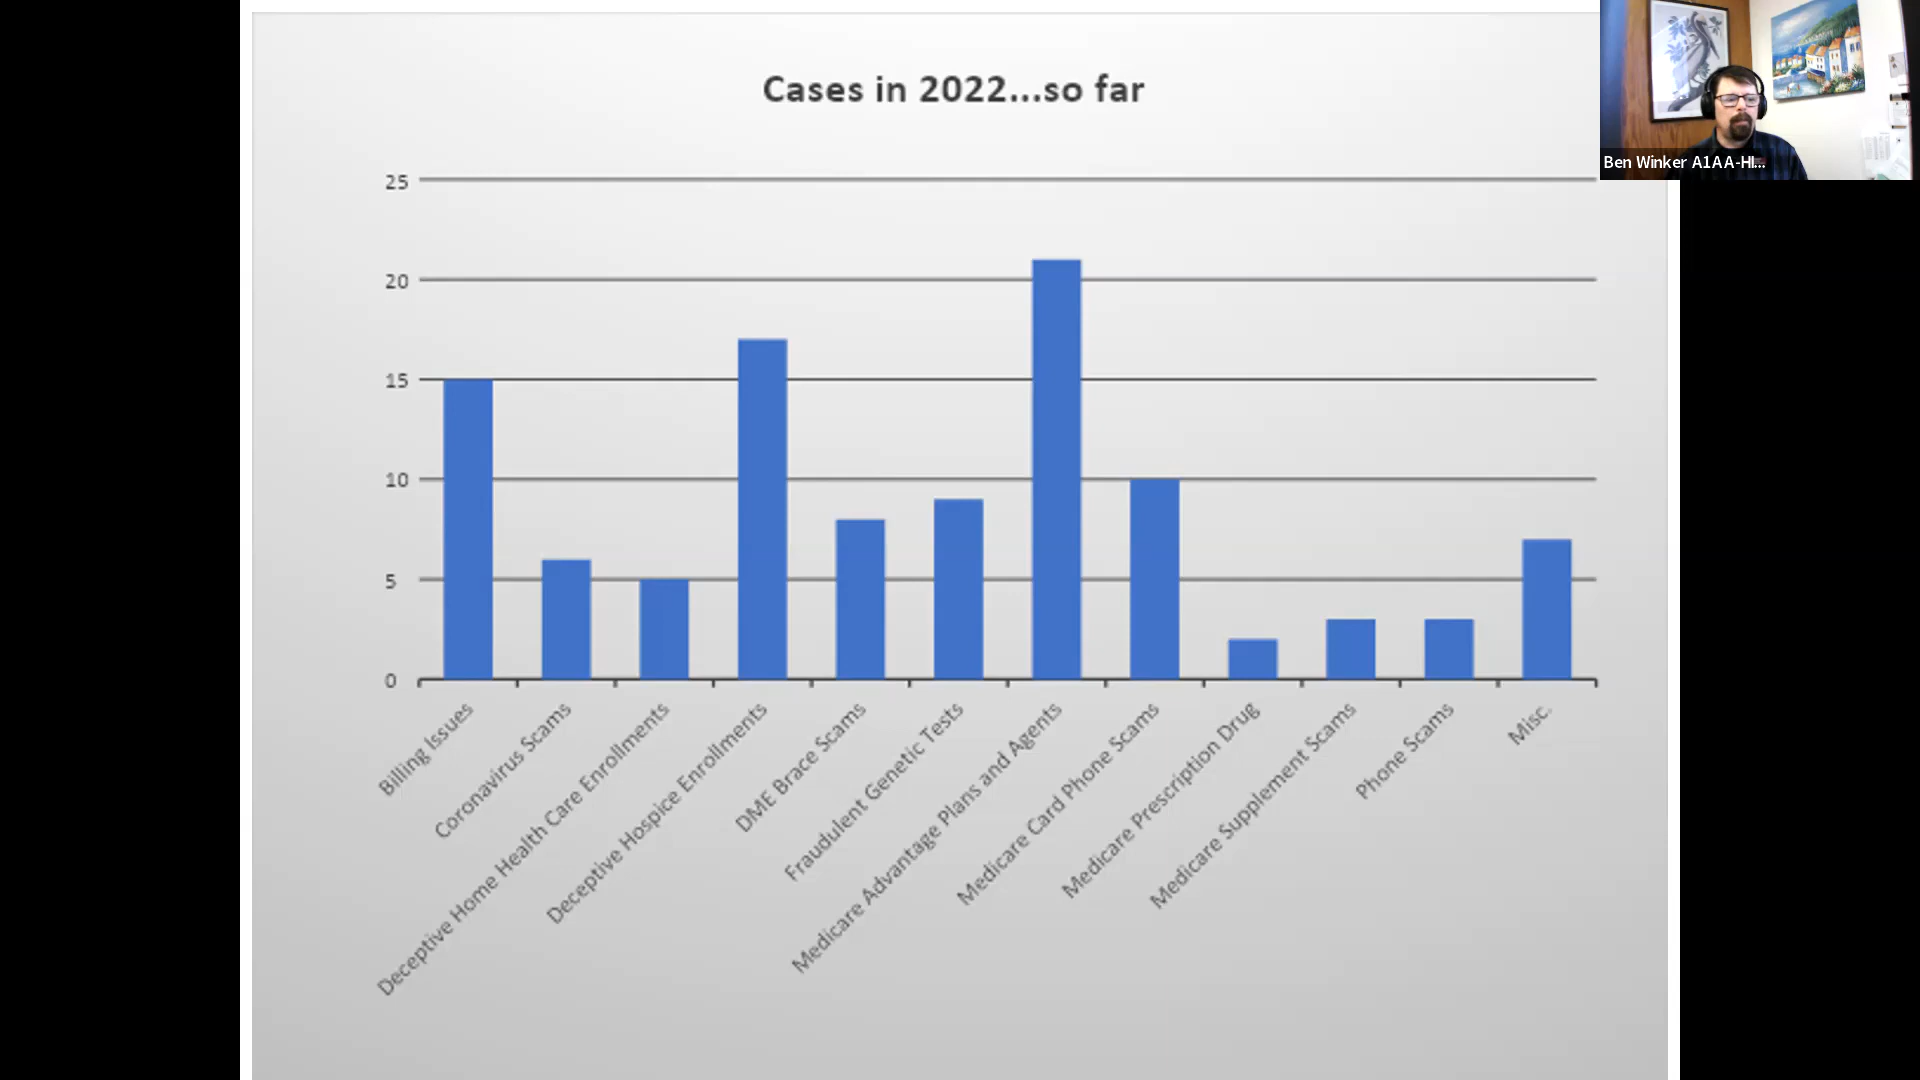 Cases in 2022...so far
25
20
15
10
5
0
Billing Issues
Coronavirus Scams
Deceptive Home Health Care Enrollments
Deceptive Hospice Enrollments
DME Brace Scams
Fraudulent Genetic Tests
Medicare Advantage Plans and Agents
Medicare Card Phone Scams
Medicare Prescription Drug
Medicare Supplement Scams
Phone Scams
Misc.
Ben Winker A1AA-HI...